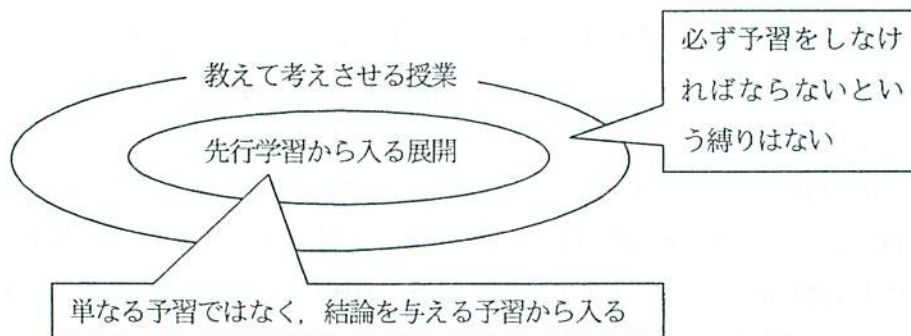 教えて考えさせる授業
先行学習から入る展開
必ず予習をしなけ
ればならないとい
う縛りはない
単なる予習ではなく，結論を与える予習から入る